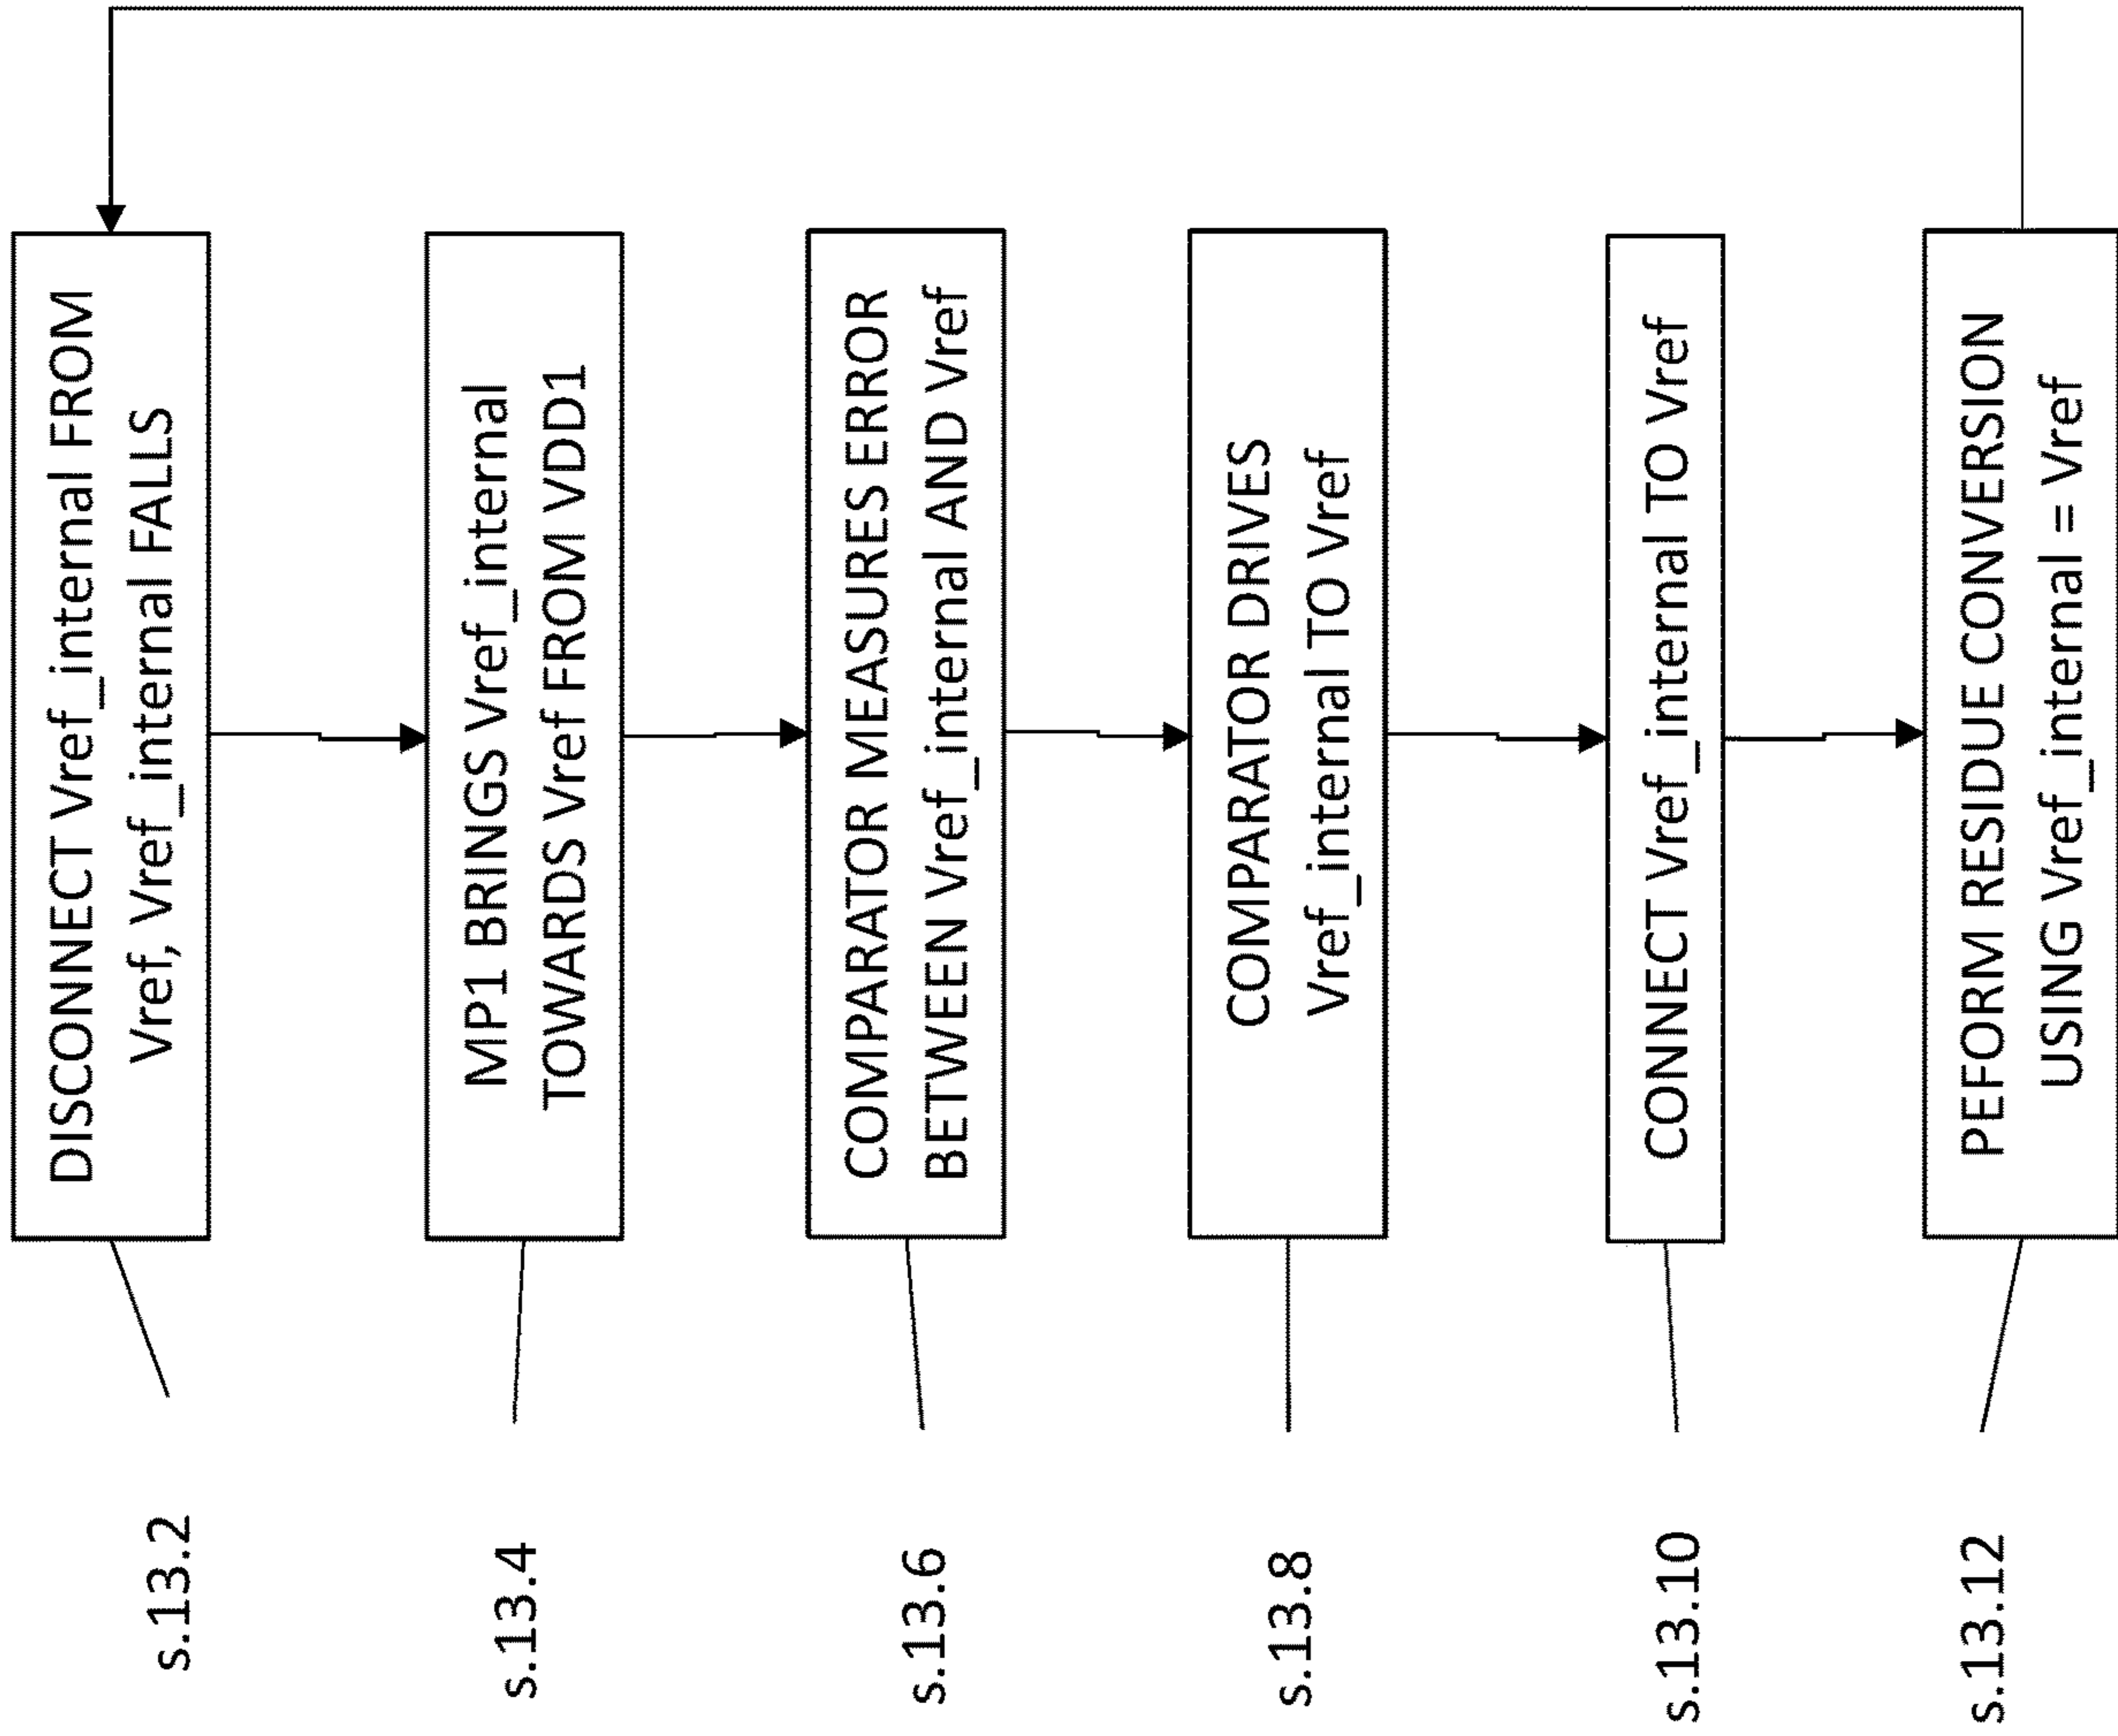 s.13.2
DISCONNECT Vref_internal FROM
Vref, Vref_internal FALLS
s.13.4
MP1 BRINGS Vref_internal
TOWARDS Vref FROM VDD1
s.13.6
COMPARATOR MEASURES ERROR
BETWEEN Vref_internal AND Vref
s.13.8
COMPARATOR DRIVES
Vref_internal TO Vref
s.13.10
CONNECT Vref_internal TO Vref
s.13.12
PEFORM RESIDUE CONVERSION
USING Vref_internal = Vref